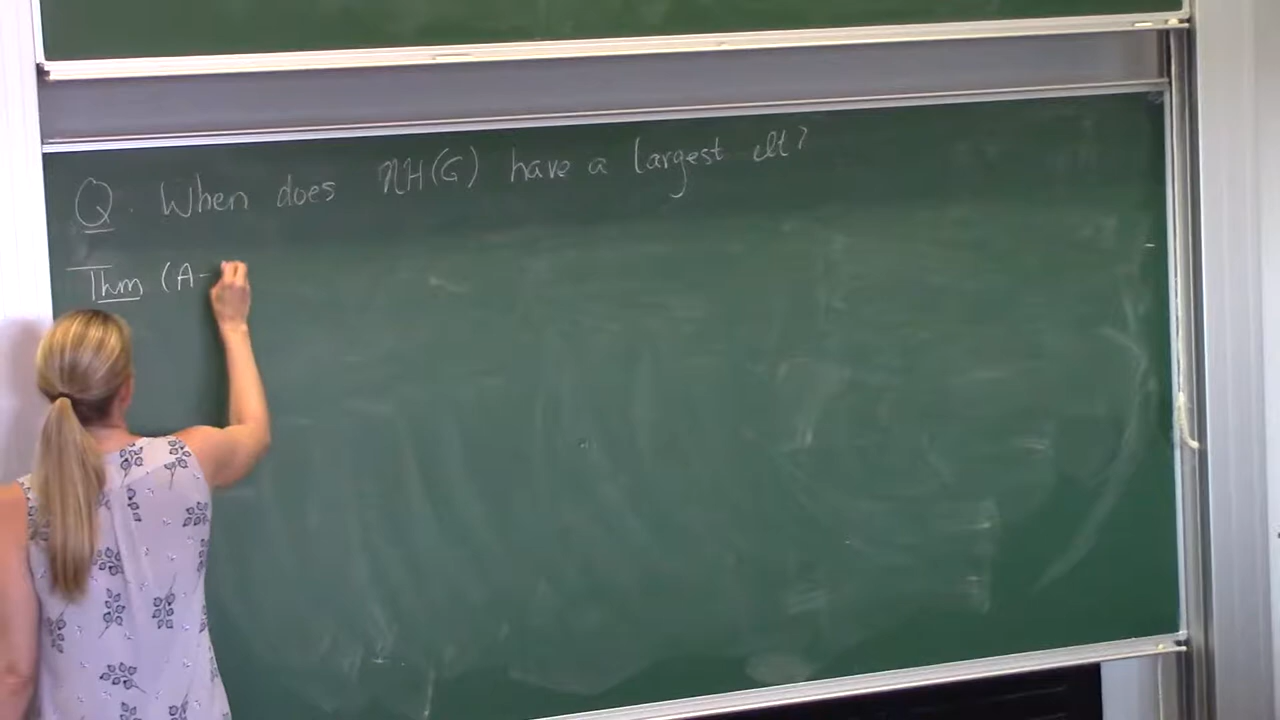 Q. When does 𝓗H(G) have a largest elt?
Thm (A-